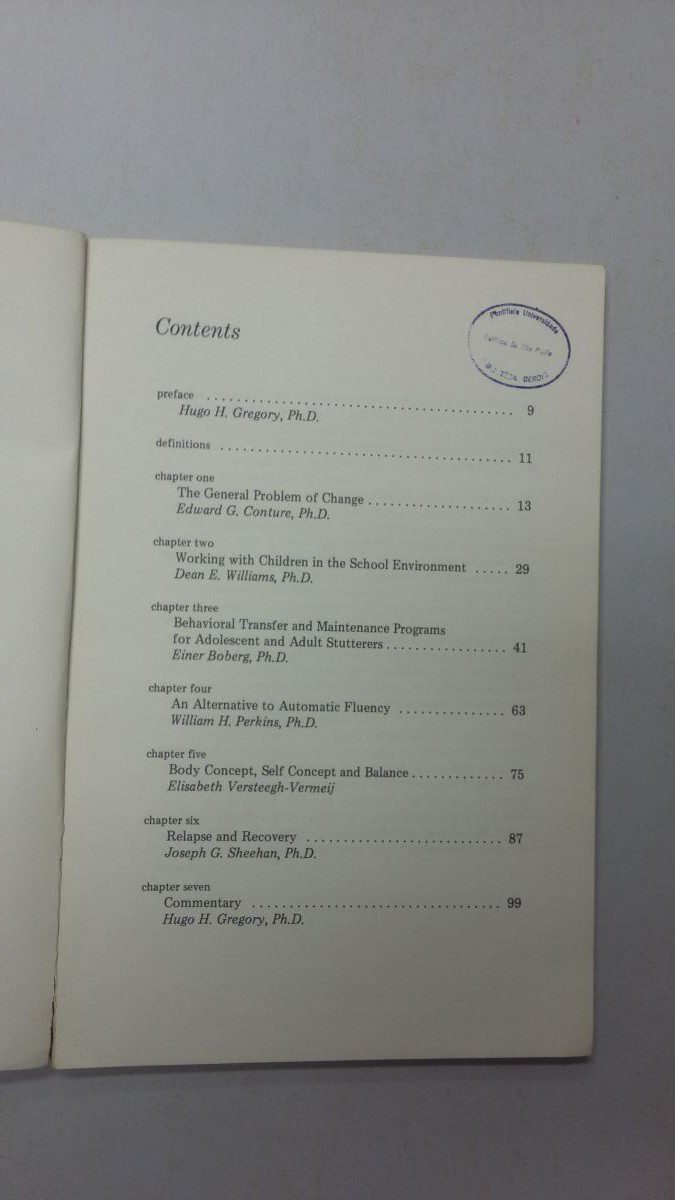 Contents
Pontifícia Universidade
preface ........................................ 9
Hugo H. Gregory, Ph.D.
definitions ........................................ 11
chapter one
The General Problem of Change .................... 13
Edward G. Conture, Ph.D.
chapter two
Working with Children in the School Environment ..... 29
Dean E. Williams, Ph.D.
chapter three
Behavioral Transfer and Maintenance Programs
for Adolescent and Adult Stutterers ................. 41
Einer Boberg, Ph.D.
chapter four
An Alternative to Automatic Fluency ............... 63
William H. Perkins, Ph.D.
chapter five
Body Concept, Self Concept and Balance ............. 75
Elisabeth Versteegh-Vermeij
chapter six
Relapse and Recovery ........................... 87
Joseph G. Sheehan, Ph.D.
chapter seven
Commentary .................................. 99
Hugo H. Gregory, Ph.D.